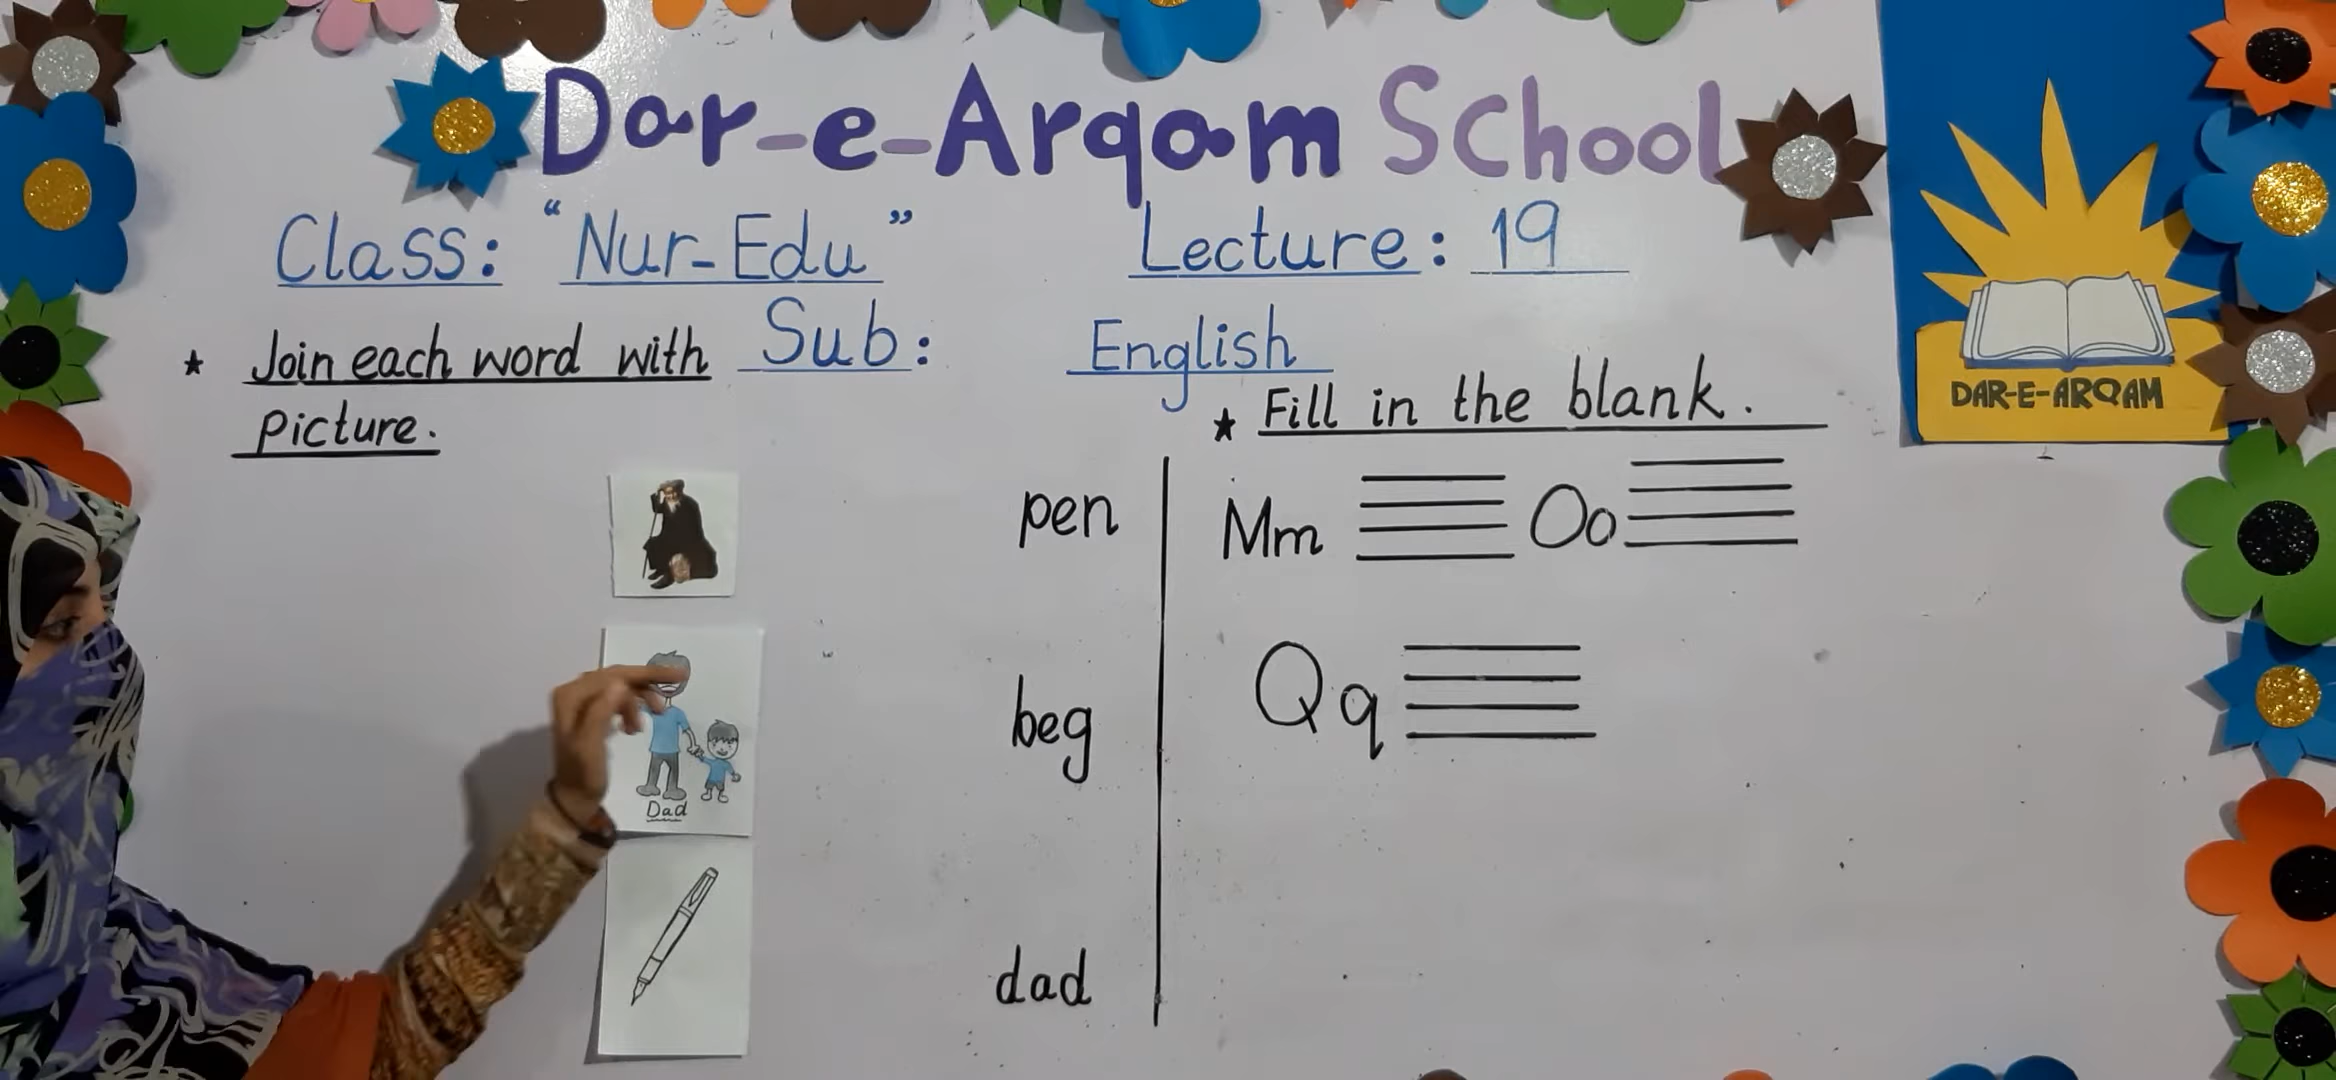 Dar-e-Arqam School
Class: "Nur-Edu" Lecture: 19
Sub: English
DAR-E-ARQAM
★ Join each word with
picture.
Dad
pen
beg
dad
★ Fill in the blank.
Mm Oo
Qq